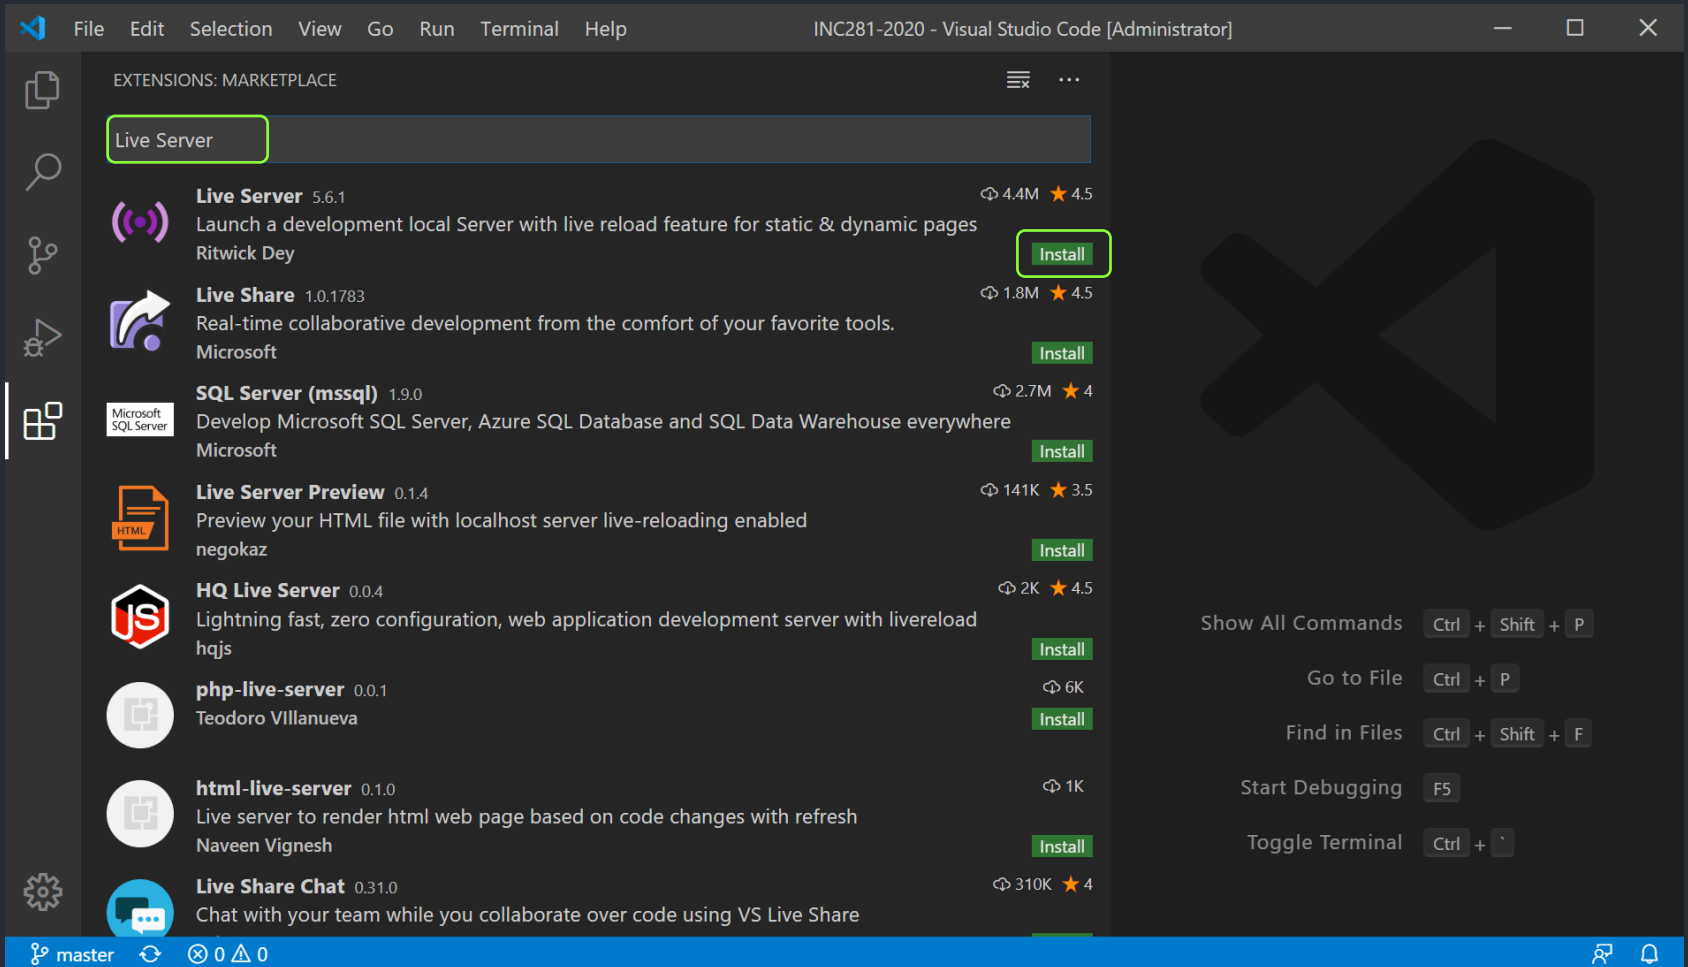 File Edit Selection View Go Run Terminal Help INC281-2020 - Visual Studio Code [Administrator]
EXTENSIONS: MARKETPLACE
Live Server
Live Server 5.6.1 4.4M 4.5
Launch a development local Server with live reload feature for static & dynamic pages
Ritwick Dey Install
Live Share 1.0.1783 1.8M 4.5
Real-time collaborative development from the comfort of your favorite tools.
Microsoft Install
Microsoft
SQL Server
SQL Server (mssql) 1.9.0 2.7M 4
Develop Microsoft SQL Server, Azure SQL Database and SQL Data Warehouse everywhere
Microsoft Install
HTML
Live Server Preview 0.1.4 141K 3.5
Preview your HTML file with localhost server live-reloading enabled
negokaz Install
JS
HQ Live Server 0.0.4 2K 4.5
Lightning fast, zero configuration, web application development server with livereload
hqjs Install
php-live-server 0.0.1 6K
Teodoro VIllanueva Install
html-live-server 0.1.0 1K
Live server to render html web page based on code changes with refresh
Naveen Vignesh Install
Live Share Chat 0.31.0 310K 4
Chat with your team while you collaborate over code using VS Live Share
Show All Commands Ctrl + Shift + P
Go to File Ctrl + P
Find in Files Ctrl + Shift + F
Start Debugging F5
Toggle Terminal Ctrl + `
master 0 0